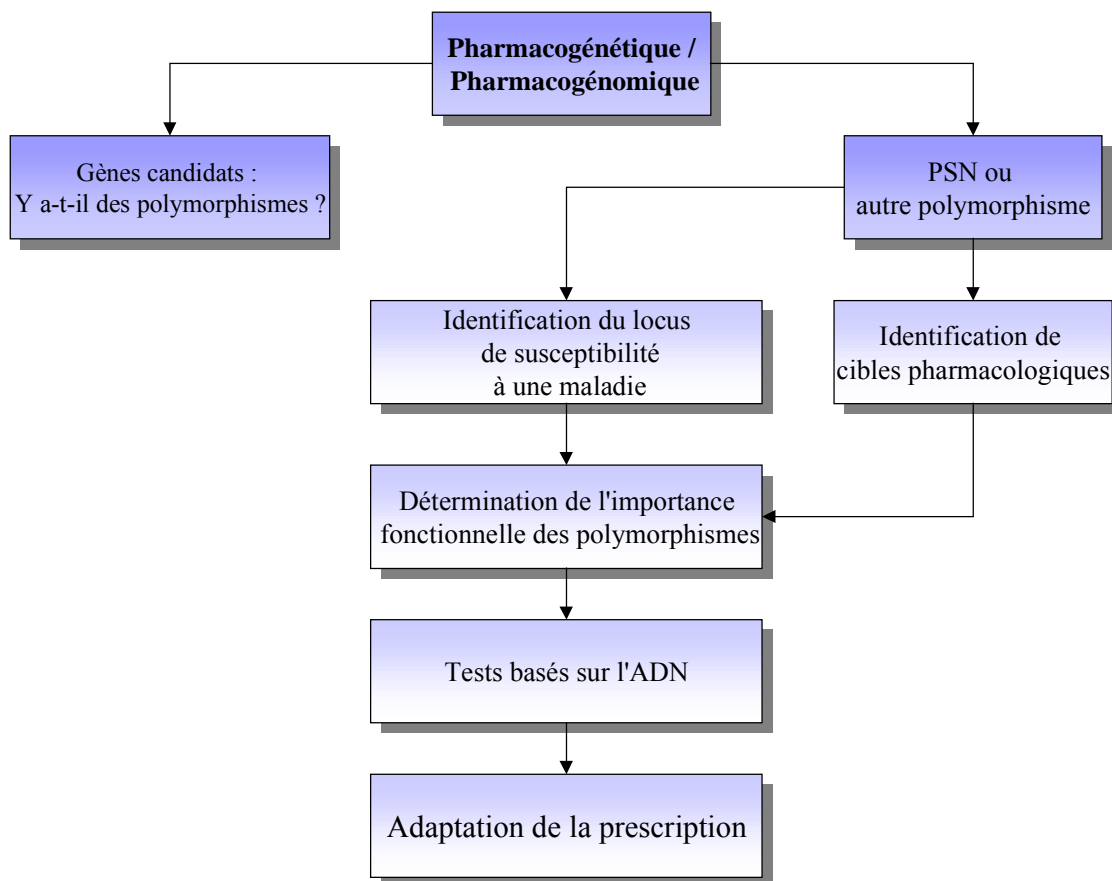 Pharmacogénétique /
Pharmacogénomique
Gènes candidats :
Y a-t-il des polymorphismes ?
PSN ou
autre polymorphisme
Identification du locus
de susceptibilité
à une maladie
Identification de
cibles pharmacologiques
Détermination de l'importance
fonctionnelle des polymorphismes
Tests basés sur l'ADN
Adaptation de la prescription